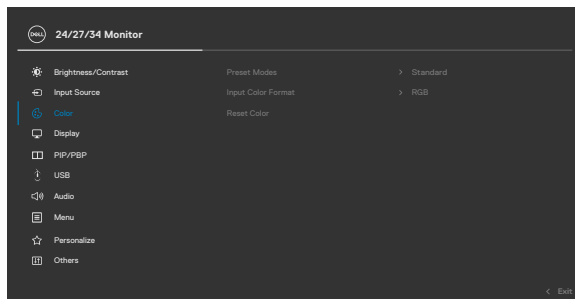 DELL 24/27/34 Monitor
Brightness/Contrast Preset Modes > Standard
Input Source Input Color Format > RGB
Color Reset Color
Display
PIP/PBP
USB
Audio
Menu
Personalize
Others
< Exit